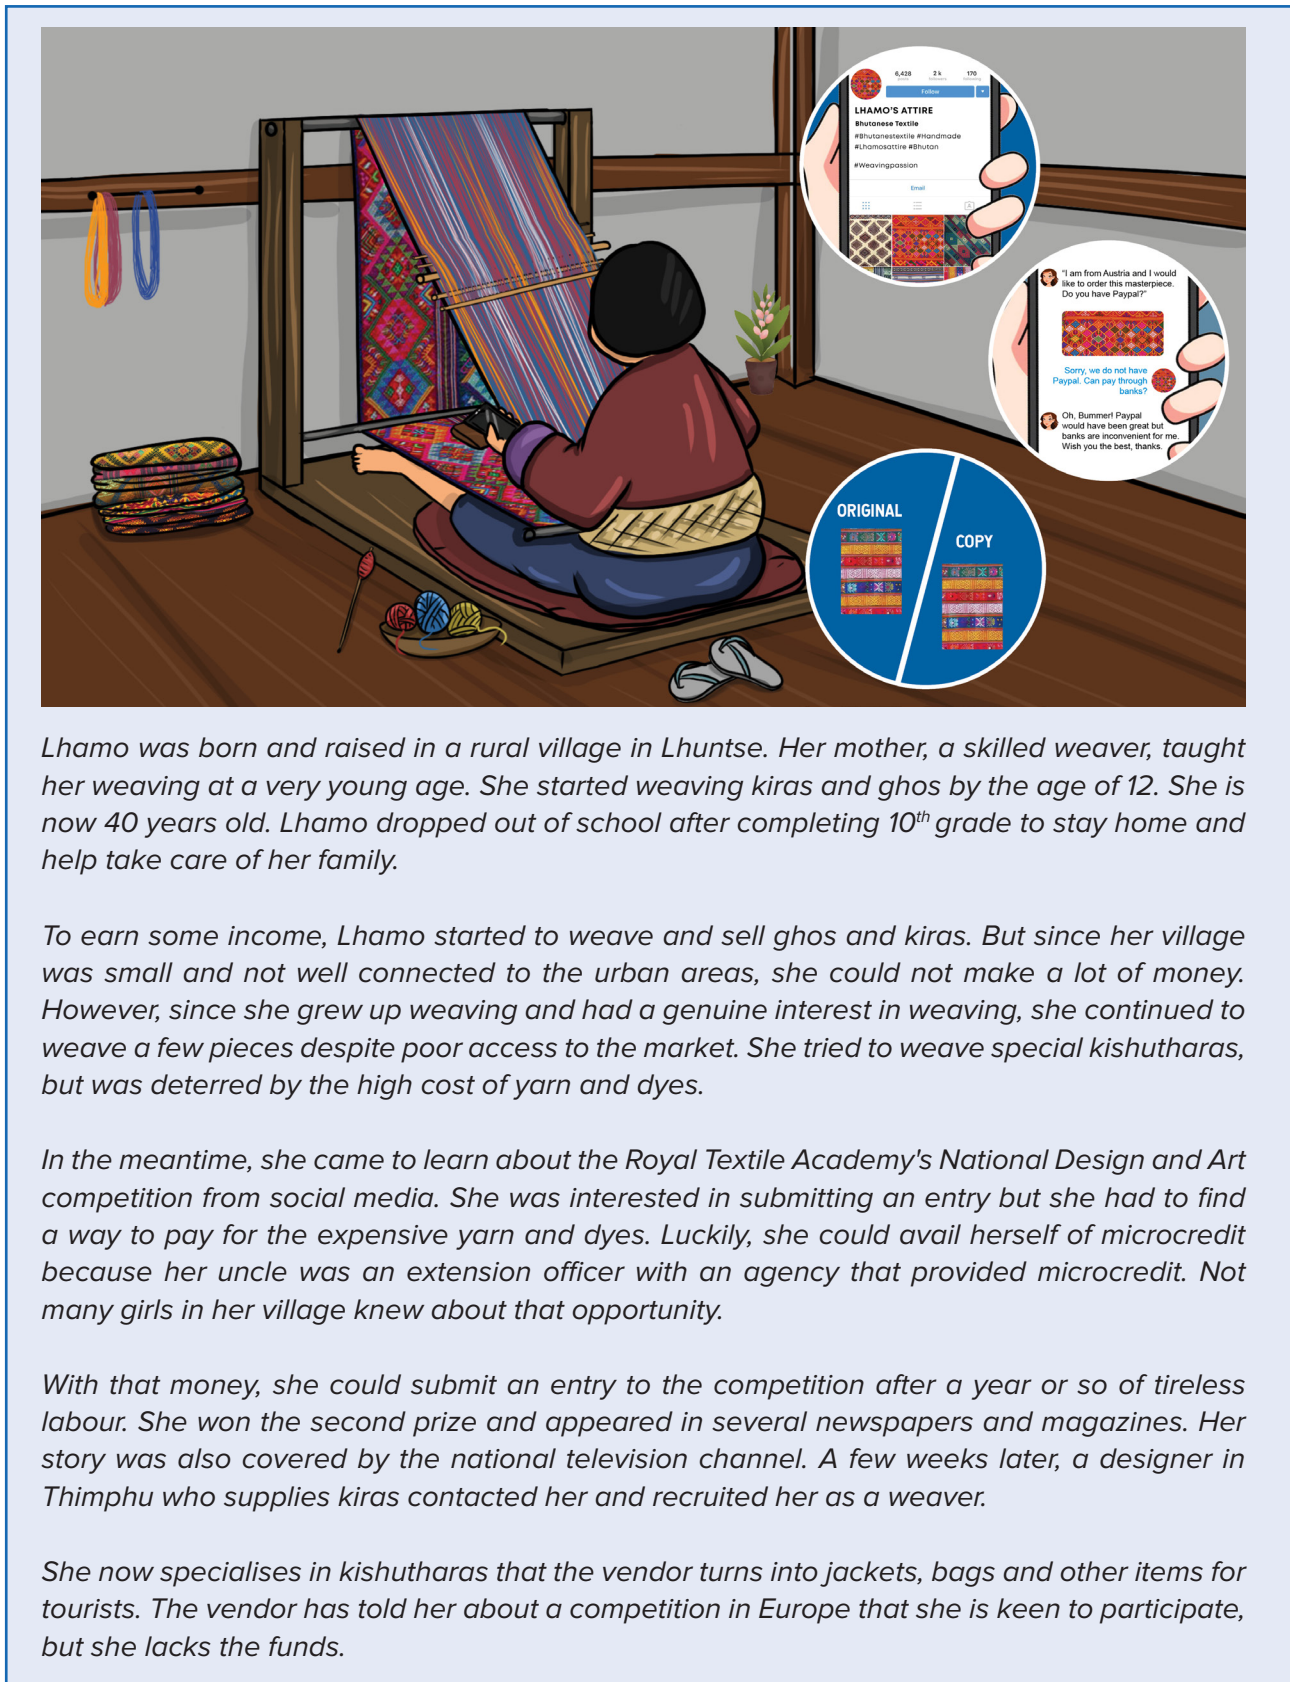 6,428 2 k 170
Follow
LHAMO'S ATTIRE
Bhutanese Textile
#Bhutanestextile #Handmade
#Lhamosattire #Bhutan
#Weavingpassion
Email
"I am from Austria and I would
like to order this masterpiece.
Do you have Paypal?"
Sorry, we do not have
Paypal. Can pay through
banks?
Oh, Bummer! Paypal
would have been great but
banks are inconvenient for me.
Wish you the best, thanks.
ORIGINAL
COPY
Lhamo was born and raised in a rural village in Lhuntse. Her mother, a skilled weaver, taught
her weaving at a very young age. She started weaving kiras and ghos by the age of 12. She is
now 40 years old. Lhamo dropped out of school after completing 10th grade to stay home and
help take care of her family.
To earn some income, Lhamo started to weave and sell ghos and kiras. But since her village
was small and not well connected to the urban areas, she could not make a lot of money.
However, since she grew up weaving and had a genuine interest in weaving, she continued to
weave a few pieces despite poor access to the market. She tried to weave special kishutharas,
but was deterred by the high cost of yarn and dyes.
In the meantime, she came to learn about the Royal Textile Academy's National Design and Art
competition from social media. She was interested in submitting an entry but she had to find
a way to pay for the expensive yarn and dyes. Luckily, she could avail herself of microcredit
because her uncle was an extension officer with an agency that provided microcredit. Not
many girls in her village knew about that opportunity.
With that money, she could submit an entry to the competition after a year or so of tireless
labour. She won the second prize and appeared in several newspapers and magazines. Her
story was also covered by the national television channel. A few weeks later, a designer in
Thimphu who supplies kiras contacted her and recruited her as a weaver.
She now specialises in kishutharas that the vendor turns into jackets, bags and other items for
tourists. The vendor has told her about a competition in Europe that she is keen to participate,
but she lacks the funds.